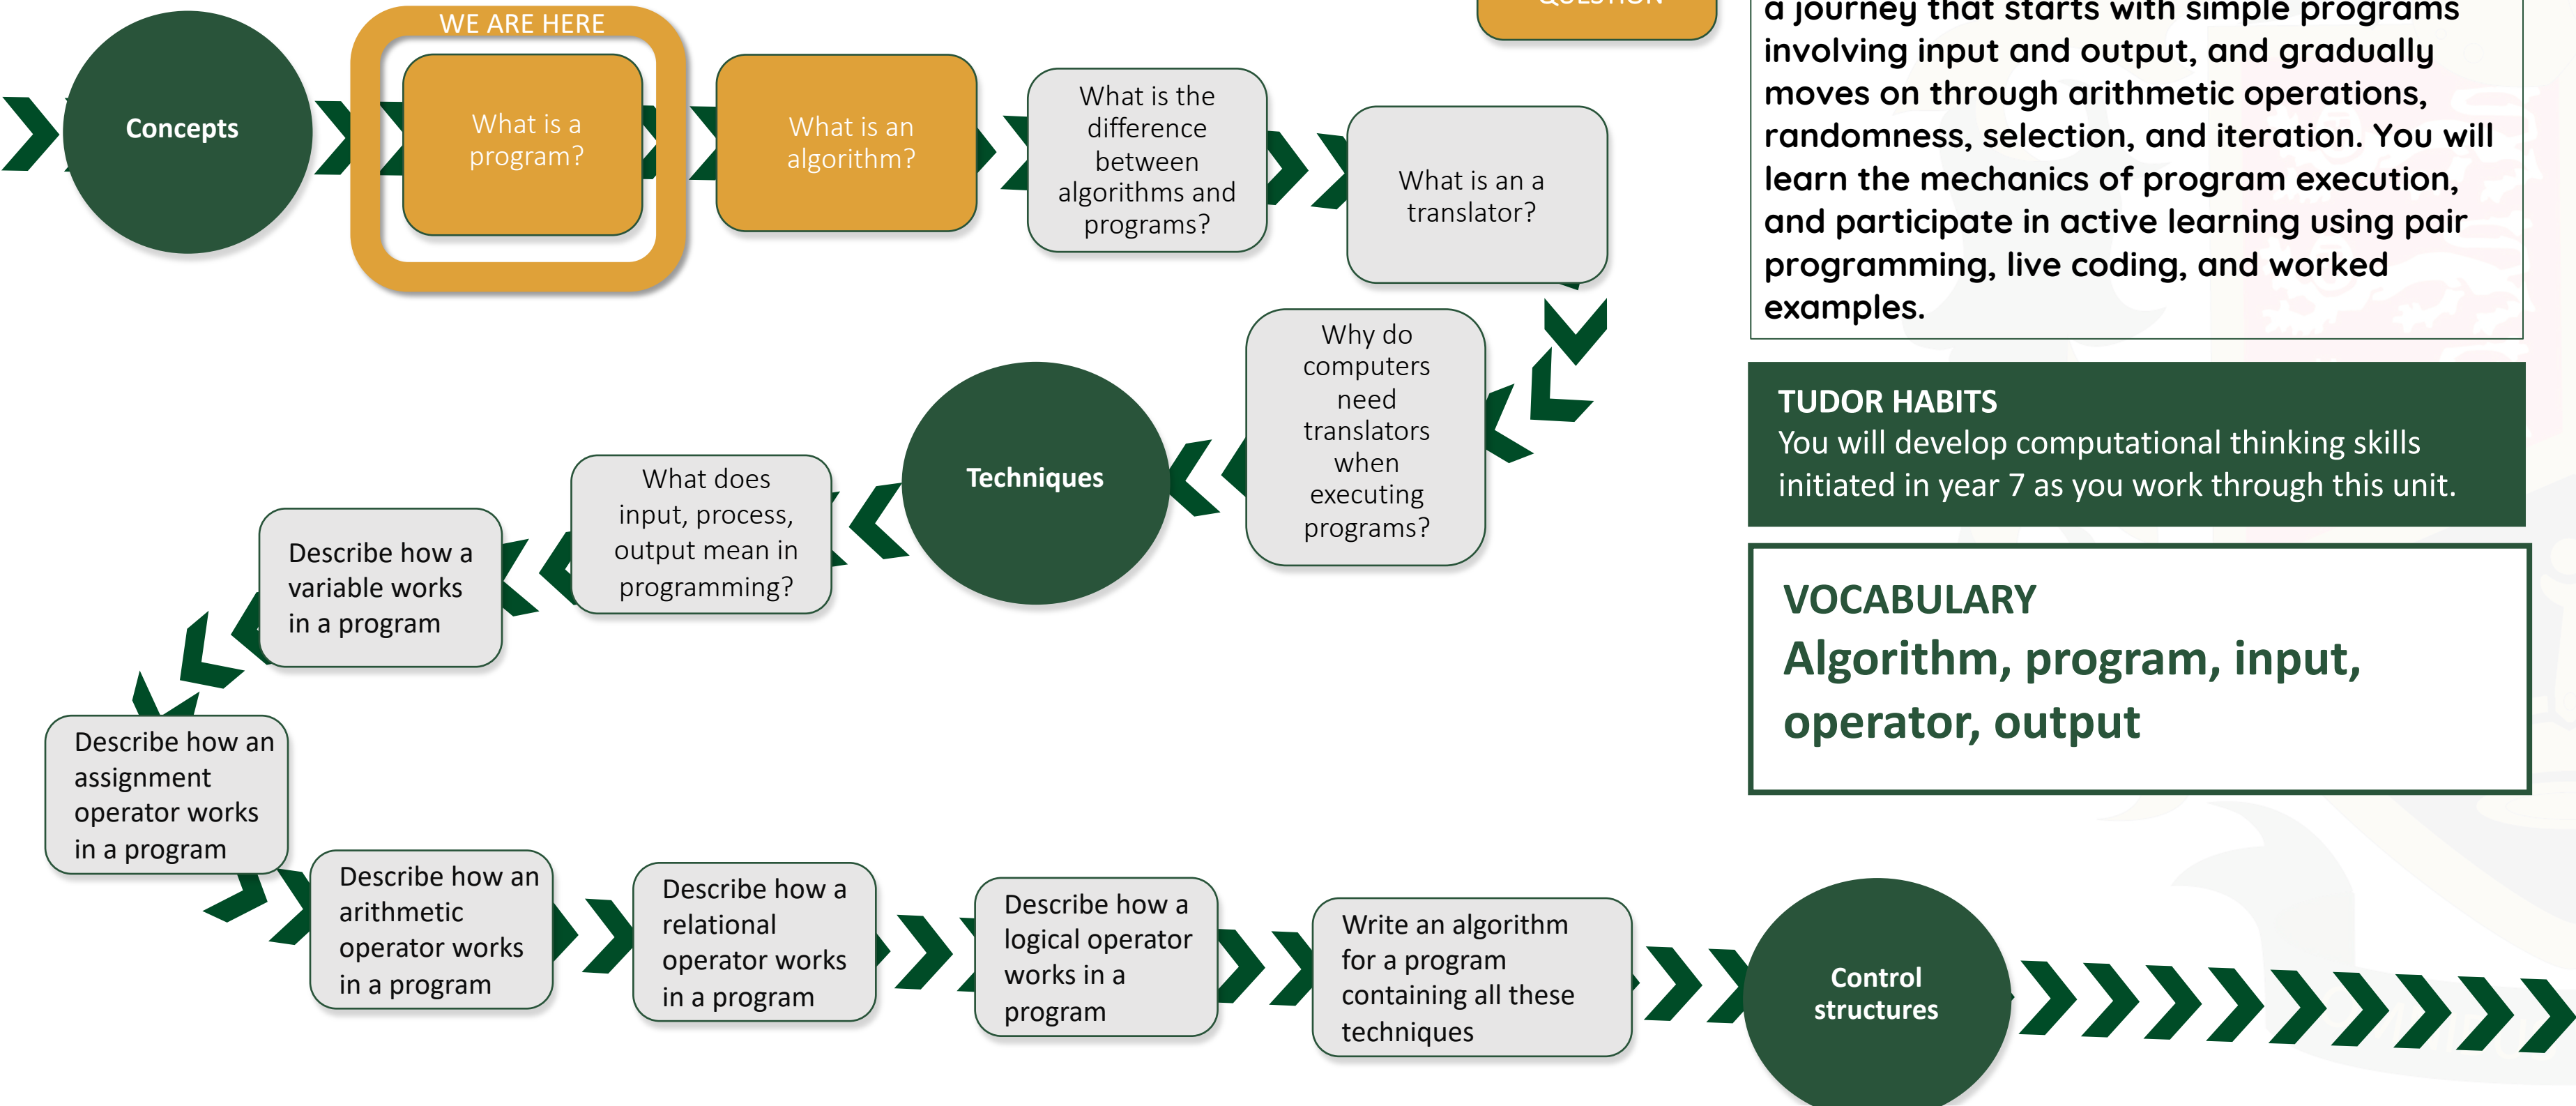 WE ARE HERE
Concepts
What is a
program?
What is an
algorithm?
What is the
difference
between
algorithms and
programs?
What is an a
translator?
Why do
computers
need
translators
when
executing
programs?
Techniques
What does
input, process,
output mean in
programming?
Describe how a
variable works
in a program
Describe how an
assignment
operator works
in a program
Describe how an
arithmetic
operator works
in a program
Describe how a
relational
operator works
in a program
Describe how a
logical operator
works in a
program
Write an algorithm
for a program
containing all these
techniques
Control
structures
QUESTION
a journey that starts with simple programs
involving input and output, and gradually
moves on through arithmetic operations,
randomness, selection, and iteration. You will
learn the mechanics of program execution,
and participate in active learning using pair
programming, live coding, and worked
examples.
TUDOR HABITS
You will develop computational thinking skills
initiated in year 7 as you work through this unit.
VOCABULARY
Algorithm, program, input,
operator, output